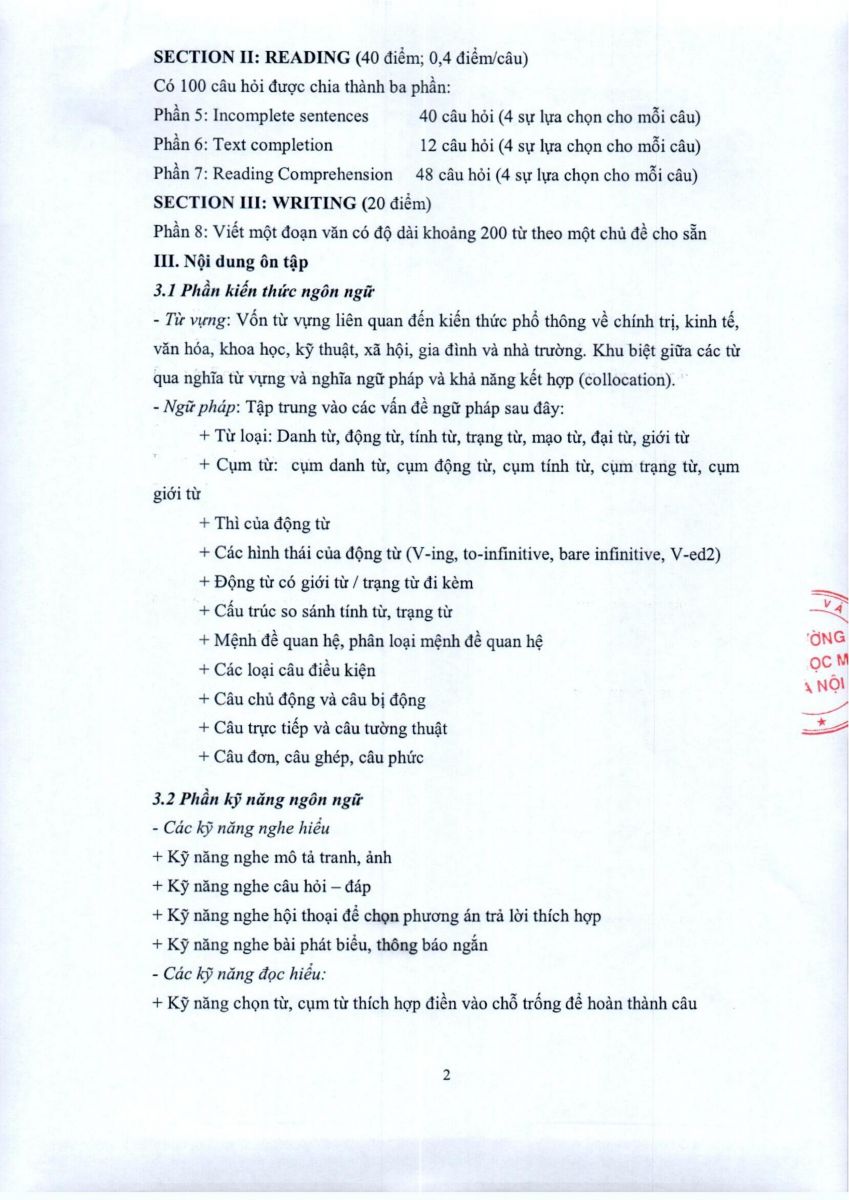 SECTION II: READING (40 điểm; 0,4 điểm/câu)
Có 100 câu hỏi được chia thành ba phần:
Phần 5: Incomplete sentences 40 câu hỏi (4 sự lựa chọn cho mỗi câu)
Phần 6: Text completion 12 câu hỏi (4 sự lựa chọn cho mỗi câu)
Phần 7: Reading Comprehension 48 câu hỏi (4 sự lựa chọn cho mỗi câu)
SECTION III: WRITING (20 điểm)
Phần 8: Viết một đoạn văn có độ dài khoảng 200 từ theo một chủ đề cho sẵn
III. Nội dung ôn tập
3.1 Phần kiến thức ngôn ngữ
- Từ vựng: Vốn từ vựng liên quan đến kiến thức phổ thông về chính trị, kinh tế,
văn hóa, khoa học, kỹ thuật, xã hội, gia đình và nhà trường. Khu biệt giữa các từ
qua nghĩa từ vựng và nghĩa ngữ pháp và khả năng kết hợp (collocation).
- Ngữ pháp: Tập trung vào các vấn đề ngữ pháp sau đây:
+ Từ loại: Danh từ, động từ, tính từ, trạng từ, mạo từ, đại từ, giới từ
+ Cụm từ: cụm danh từ, cụm động từ, cụm tính từ, cụm trạng từ, cụm
giới từ
+ Thì của động từ
+ Các hình thái của động từ (V-ing, to-infinitive, bare infinitive, V-ed2)
+ Động từ có giới từ / trạng từ đi kèm
+ Cấu trúc so sánh tính từ, trạng từ
+ Mệnh đề quan hệ, phân loại mệnh đề quan hệ
+ Các loại câu điều kiện
+ Câu chủ động và câu bị động
+ Câu trực tiếp và câu tường thuật
+ Câu đơn, câu ghép, câu phức
VÀ
ƯỜNG
ỌC M
À NỘI
3.2 Phần kỹ năng ngôn ngữ
- Các kỹ năng nghe hiểu
+ Kỹ năng nghe mô tả tranh, ảnh
+ Kỹ năng nghe câu hỏi – đáp
+ Kỹ năng nghe hội thoại để chọn phương án trả lời thích hợp
+ Kỹ năng nghe bài phát biểu, thông báo ngắn
- Các kỹ năng đọc hiểu:
+ Kỹ năng chọn từ, cụm từ thích hợp điền vào chỗ trống để hoàn thành câu
2